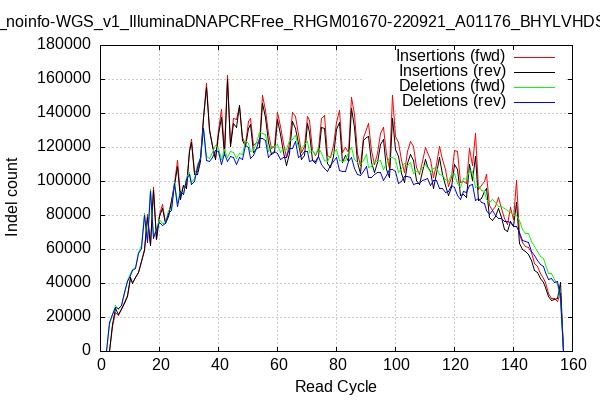 _noinfo-WGS_v1_IlluminaDNAPCRFree_RHGM01670-220921_A01176_BHYLVHDS
Insertions (fwd)
Insertions (rev)
Deletions (fwd)
Deletions (rev)
Indel count
180000
160000
140000
120000
100000
80000
60000
40000
20000
0
0 20 40 60 80 100 120 140 160
Read Cycle